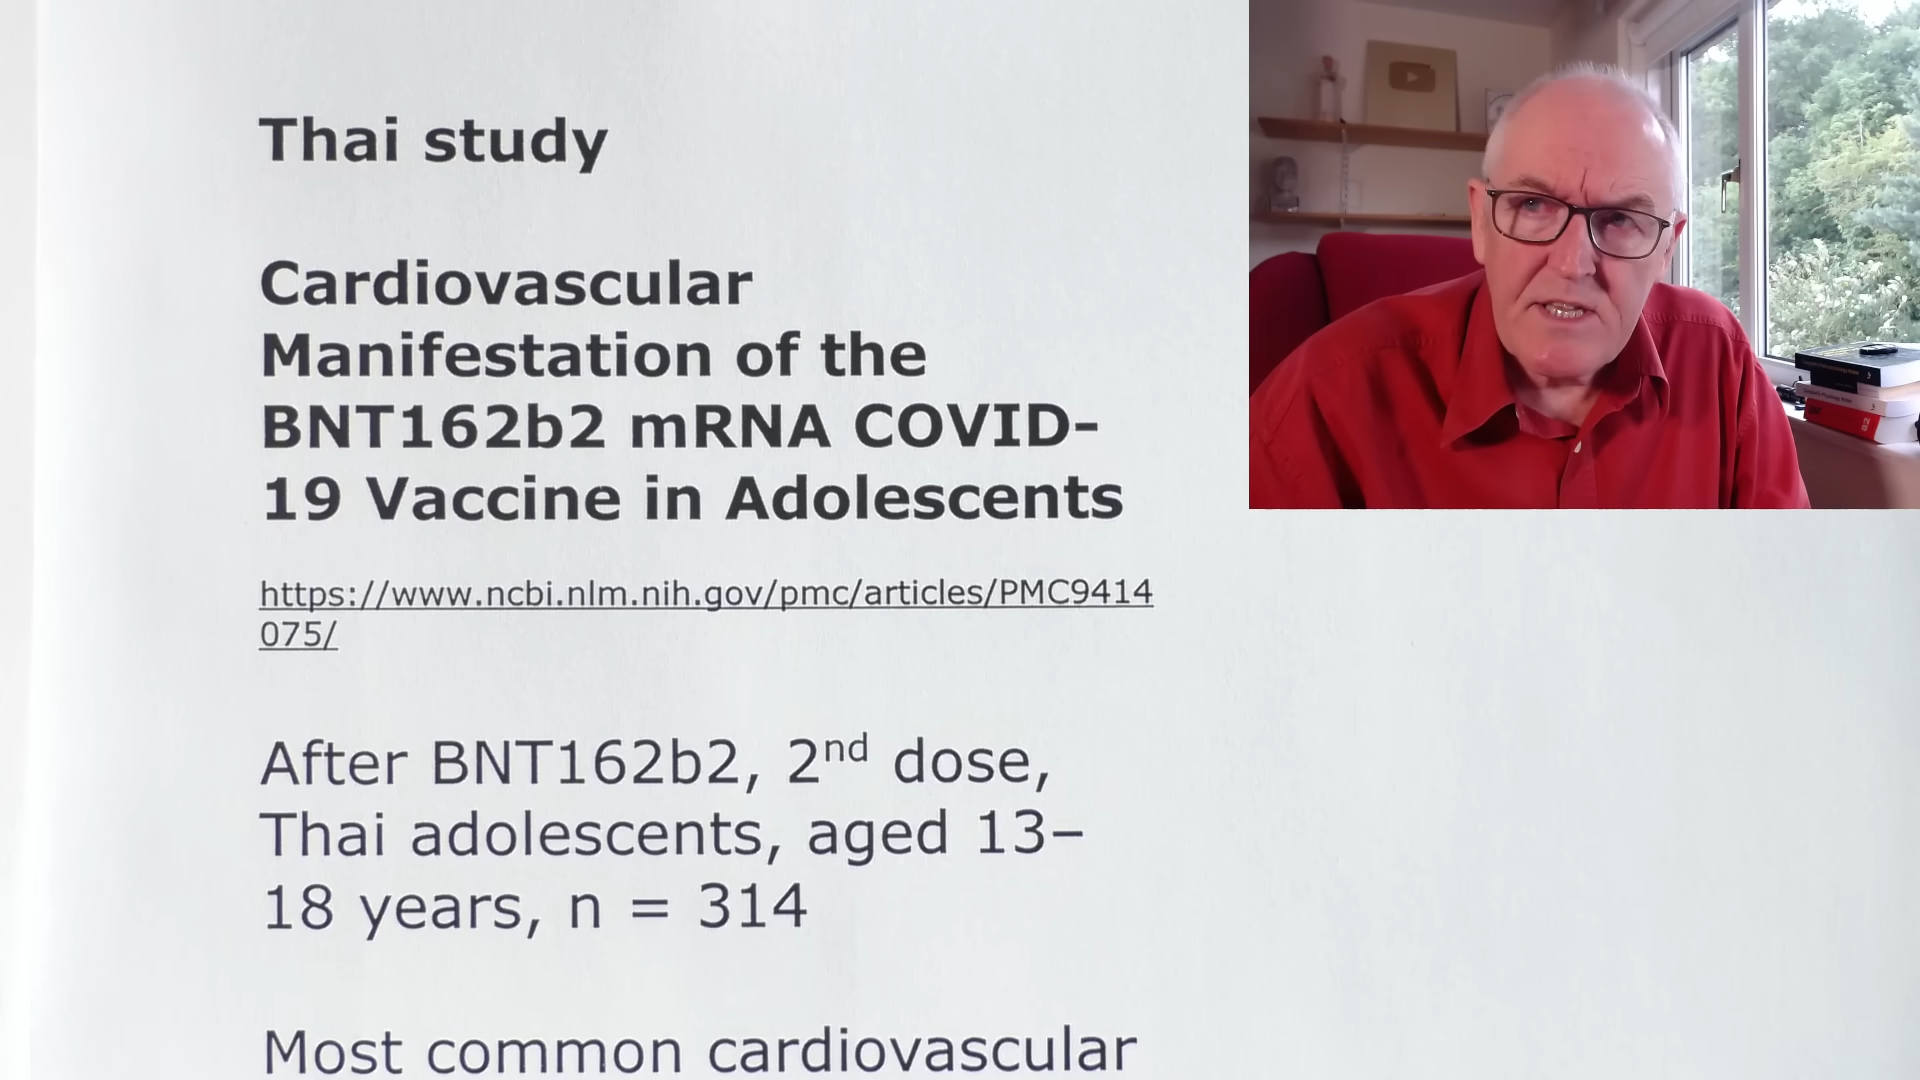 Thai study
Cardiovascular
Manifestation of the
BNT162b2 mRNA COVID-
19 Vaccine in Adolescents
https://www.ncbi.nlm.nih.gov/pmc/articles/PMC9414
075/
After BNT162b2, 2nd dose,
Thai adolescents, aged 13–
18 years, n = 314
Most common cardiovascular